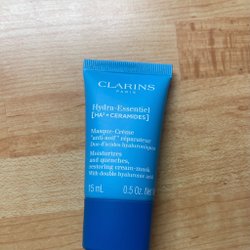 CLARINS
PARIS
Hydra-Essentiel
[HA² + CERAMIDES]
Masque-Crème
"anti-soif" réparateur
Duo d'acides hyaluroniques
Moisturizes
and quenches,
restoring cream-mask
With double hyaluronic acid
15 mL 0.5 Oz. Net